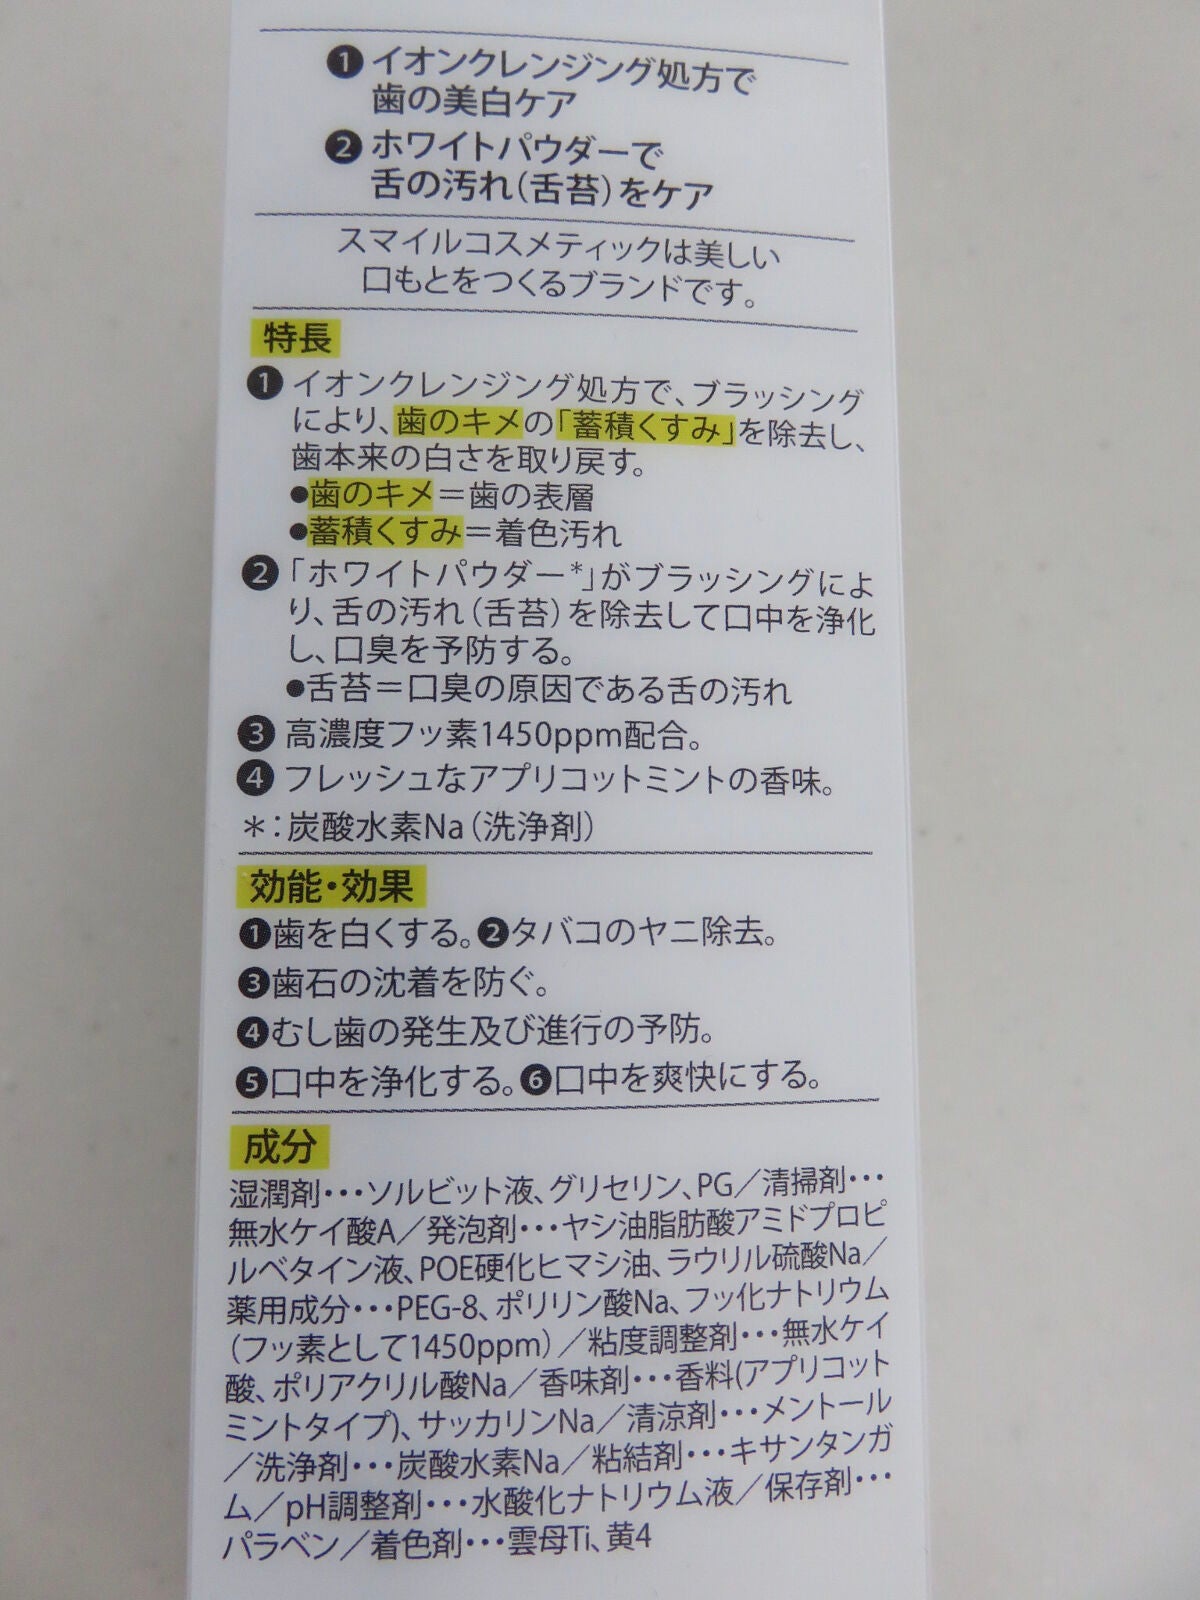 ❶ イオンクレンジング処方で
歯の美白ケア
❷ ホワイトパウダーで
舌の汚れ(舌苔)をケア
スマイルコスメティックは美しい
口もとをつくるブランドです。
特長
❶ イオンクレンジング処方で、ブラッシング
により、歯のキメの「蓄積くすみ」を除去し、
歯本来の白さを取り戻す。
●歯のキメ=歯の表層
●蓄積くすみ=着色汚れ
❷ 「ホワイトパウダー*」がブラッシングによ
り、舌の汚れ(舌苔)を除去して口中を浄化
し、口臭を予防する。
●舌苔=口臭の原因である舌の汚れ
❸ 高濃度フッ素1450ppm配合。
❹ フレッシュなアプリコットミントの香味。
*:炭酸水素Na(洗浄剤)
効能・効果
❶歯を白くする。❷タバコのヤニ除去。
❸歯石の沈着を防ぐ。
❹むし歯の発生及び進行の予防。
❺口中を浄化する。❻口中を爽快にする。
成分
湿潤剤・・・ソルビット液、グリセリン、PG/清掃剤・・・
無水ケイ酸A/発泡剤・・・ヤシ油脂肪酸アミドプロピ
ルベタイン液、POE硬化ヒマシ油、ラウリル硫酸Na/
薬用成分・・・PEG-8、ポリリン酸Na、フッ化ナトリウム
(フッ素として1450ppm)/粘度調整剤・・・無水ケイ
酸、ポリアクリル酸Na/香味剤・・・香料(アプリコット
ミントタイプ)、サッカリンNa/清涼剤・・・メントール
/洗浄剤・・・炭酸水素Na/粘結剤・・・キサンタンガ
ム/pH調整剤・・・水酸化ナトリウム液/保存剤・・・
パラベン/着色剤・・・雲母Ti、黄4